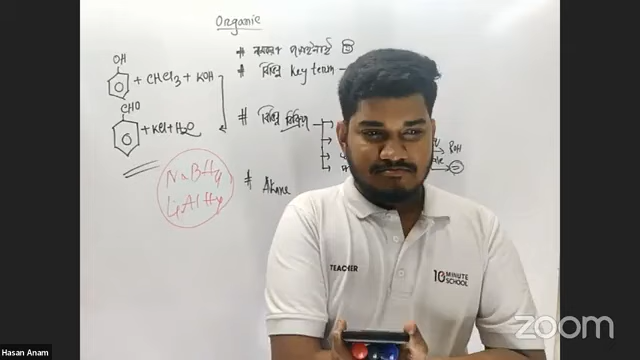 Organic
OH
+ CHCl3 + KOH
CHO
+ KCl + H2O
NaBH4
LiAlH4
#
# বিভিন্ন Key term
# বিভিন্ন বিক্রিয়া
# Alkane
ROH
TEACHER
10 MINUTE
SCHOOL
Hasan Anam
zoom